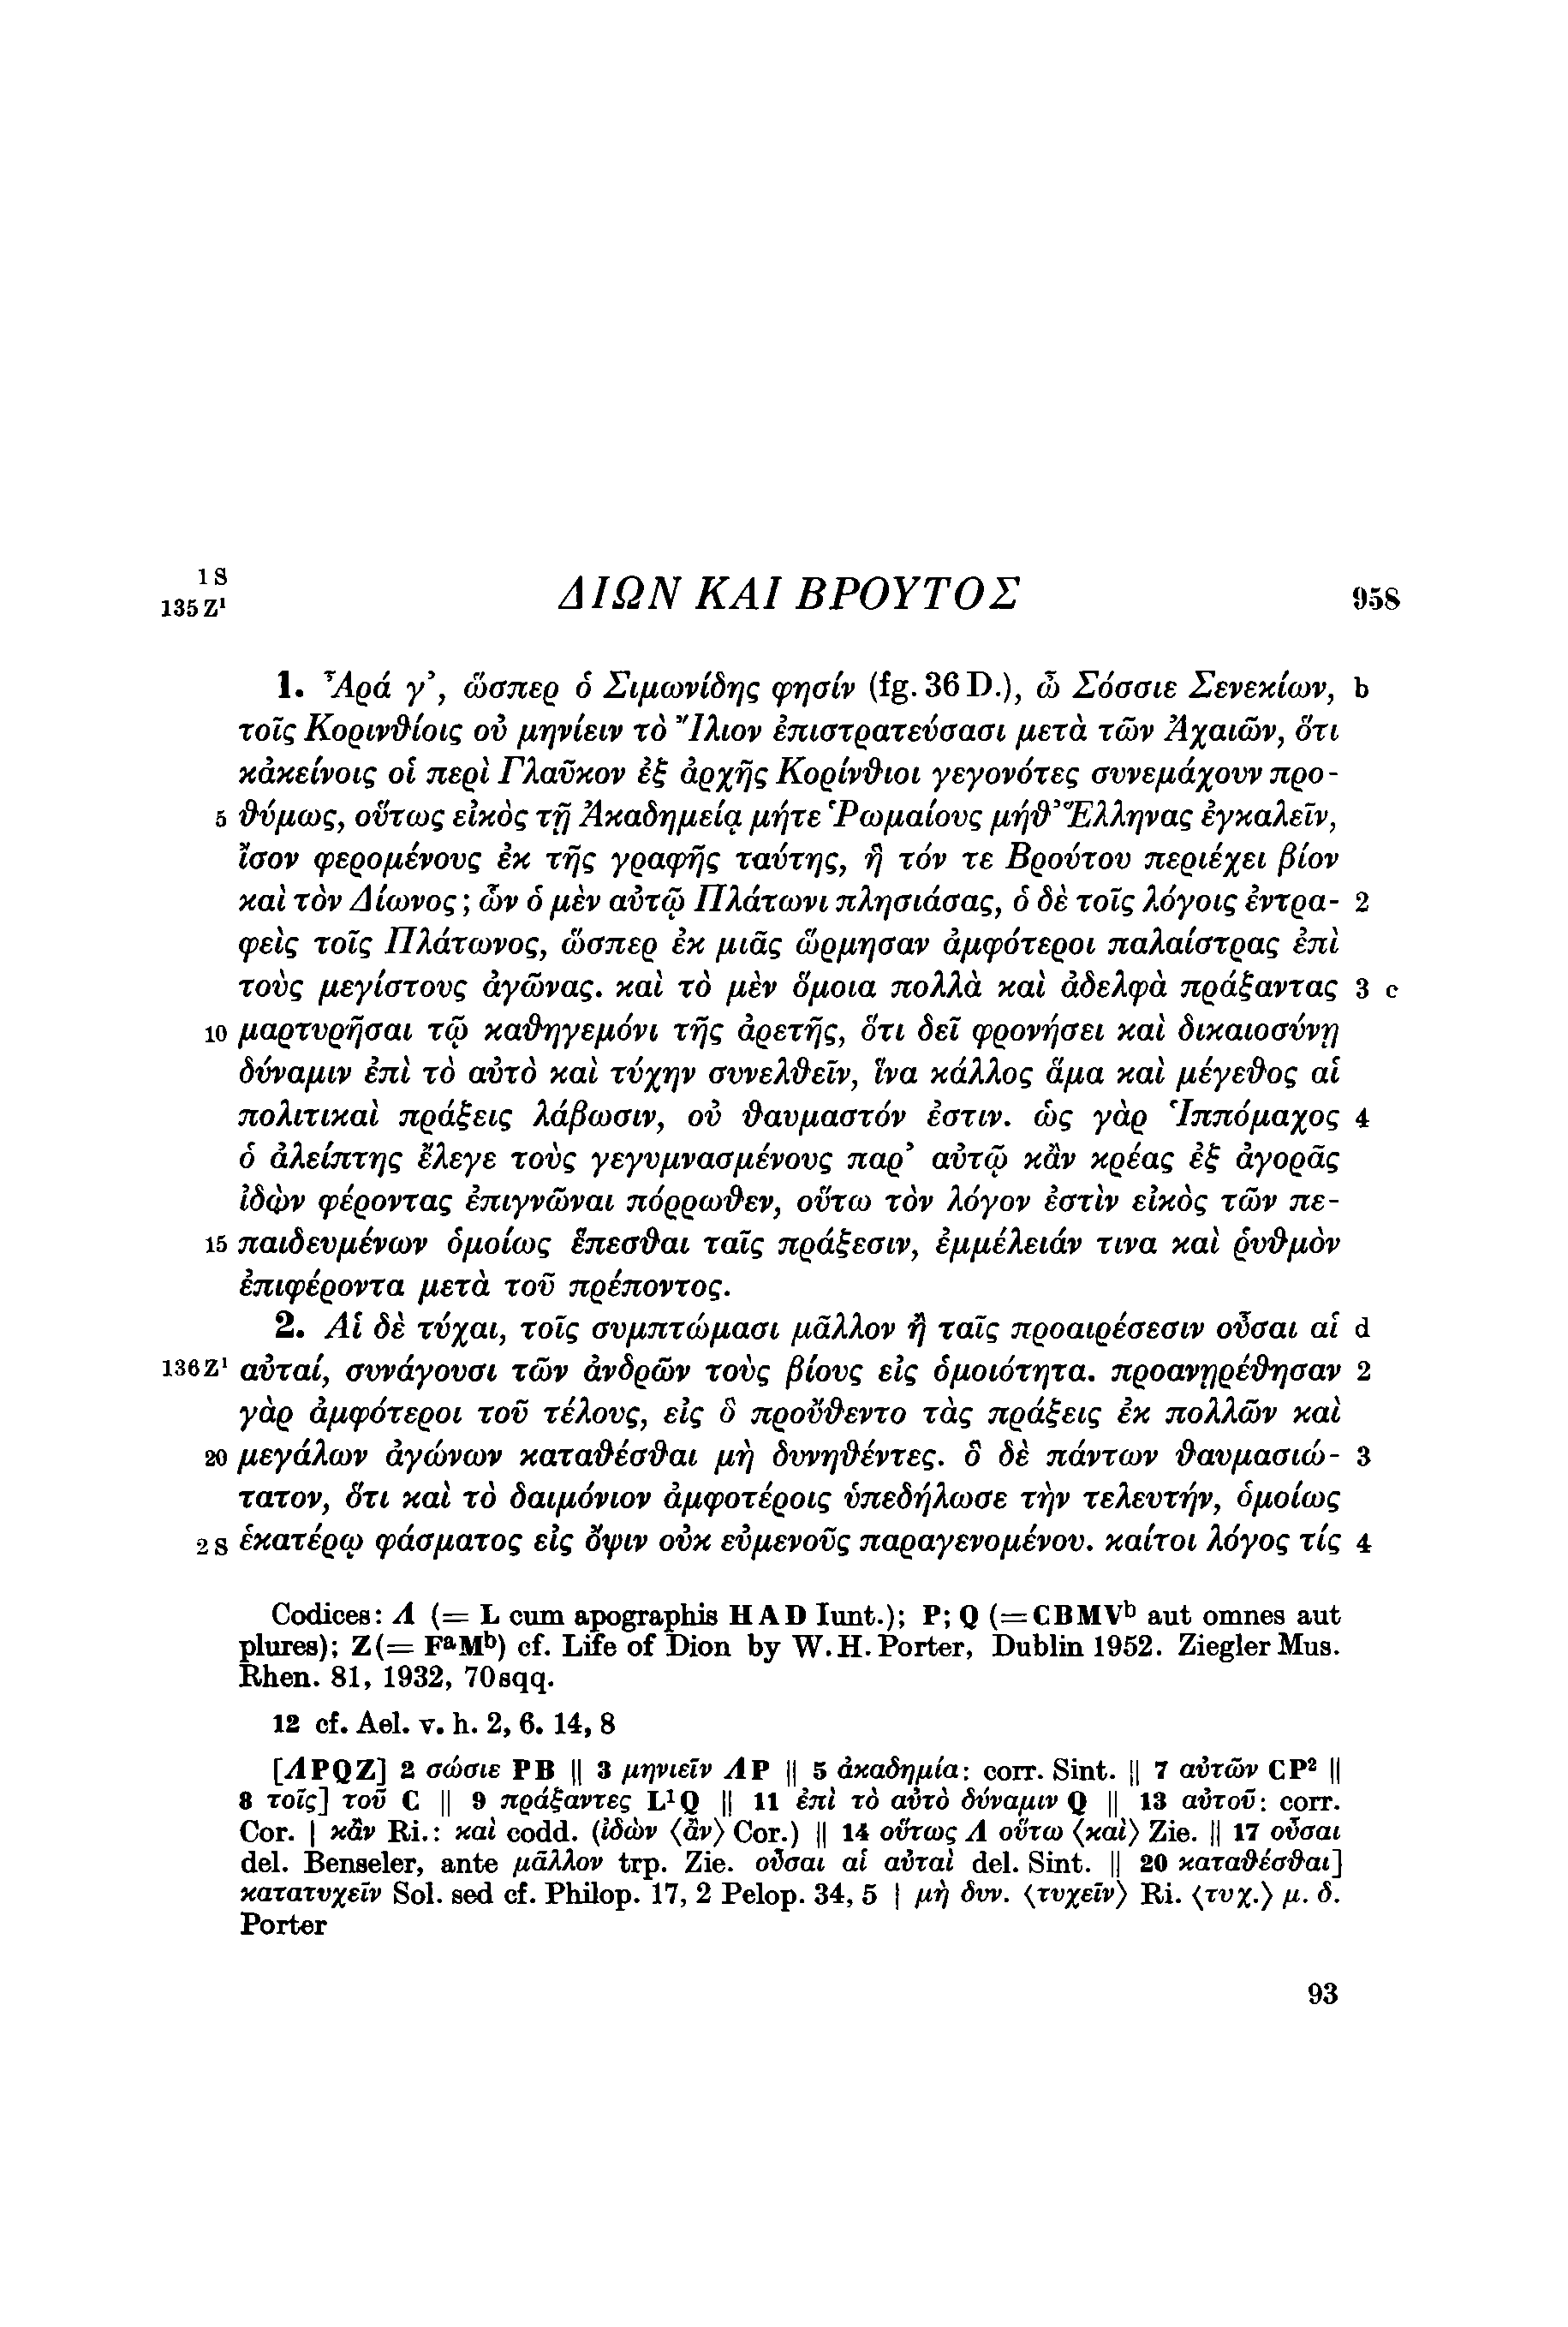 1 S
135 Z¹ ΔΙΩΝ ΚΑΙ ΒΡΟΥΤΟΣ 958
1. Ἆρά γ’, ὥσπερ ὁ Σιμωνίδης φησίν (fg. 36 D.), ὦ Σόσσιε Σενεκίων, b
τοῖς Κορινθίοις οὐ μηνίειν τὸ Ἴλιον ἐπιστρατεύσασι μετὰ τῶν Ἀχαιῶν, ὅτι
κἀκείνοις οἱ περὶ Γλαῦκον ἐξ ἀρχῆς Κορίνθιοι γεγονότες συνεμάχουν προ-
5 θύμως, οὕτως εἰκὸς τῇ Ἀκαδημείᾳ μήτε Ῥωμαίους μήθ’ Ἕλληνας ἐγκαλεῖν,
ἴσον φερομένους ἐκ τῆς γραφῆς ταύτης, ἣ τόν τε Βρούτου περιέχει βίον
καὶ τὸν Δίωνος; ὧν ὁ μὲν αὐτῷ Πλάτωνι πλησιάσας, ὁ δὲ τοῖς λόγοις ἐντρα- 2
φεὶς τοῖς Πλάτωνος, ὥσπερ ἐκ μιᾶς ὥρμησαν ἀμφότεροι παλαίστρας ἐπὶ
τοὺς μεγίστους ἀγῶνας. καὶ τὸ μὲν ὅμοια πολλὰ καὶ ἀδελφὰ πράξαντας 3 c
10 μαρτυρῆσαι τῷ καθηγεμόνι τῆς ἀρετῆς, ὅτι δεῖ φρονήσει καὶ δικαιοσύνῃ
δύναμιν ἐπὶ τὸ αὐτὸ καὶ τύχην συνελθεῖν, ἵνα κάλλος ἅμα καὶ μέγεθος αἱ
πολιτικαὶ πράξεις λάβωσιν, οὐ θαυμαστόν ἐστιν. ὡς γὰρ Ἱππόμαχος 4
ὁ ἀλείπτης ἔλεγε τοὺς γεγυμνασμένους παρ’ αὐτῷ κἂν κρέας ἐξ ἀγορᾶς
ἰδὼν φέροντας ἐπιγνῶναι πόρρωθεν, οὕτω τὸν λόγον ἐστὶν εἰκὸς τῶν πε-
15 παιδευμένων ὁμοίως ἕπεσθαι ταῖς πράξεσιν, ἐμμέλειάν τινα καὶ ῥυθμὸν
ἐπιφέροντα μετὰ τοῦ πρέποντος.
2. Αἱ δὲ τύχαι, τοῖς συμπτώμασι μᾶλλον ἢ ταῖς προαιρέσεσιν οὖσαι αἱ d
136 Z¹ αὐταί, συνάγουσι τῶν ἀνδρῶν τοὺς βίους εἰς ὁμοιότητα. προανῃρέθησαν 2
γὰρ ἀμφότεροι τοῦ τέλους, εἰς ὃ προὔθεντο τὰς πράξεις ἐκ πολλῶν καὶ
20 μεγάλων ἀγώνων καταθέσθαι μὴ δυνηθέντες. ὃ δὲ πάντων θαυμασιώ- 3
τατον, ὅτι καὶ τὸ δαιμόνιον ἀμφοτέροις ὑπεδήλωσε τὴν τελευτήν, ὁμοίως
2 S ἑκατέρῳ φάσματος εἰς ὄψιν οὐκ εὐμενοῦς παραγενομένου. καίτοι λόγος τίς 4
Codices: Λ (= L cum apographis H A D Iunt.); P; Q (= CBMVᵇ aut omnes aut
plures); Z (= FᵃMᵇ) cf. Life of Dion by W. H. Porter, Dublin 1952. Ziegler Mus.
Rhen. 81, 1932, 70 sqq.
12 cf. Ael. v. h. 2, 6. 14, 8
[ΛPQZ] 2 σώσιε PB || 3 μηνιεῖν ΛP || 5 ἀκαδημία: corr. Sint. || 7 αὐτῶν CP² ||
8 τοῖς] τοῦ C || 9 πράξαντες L¹Q || 11 ἐπὶ τὸ αὐτὸ δύναμιν Q || 13 αὐτοῦ: corr.
Cor. | κἂν Ri.: καὶ codd. (ἰδὼν ⟨ἂν⟩ Cor.) || 14 οὕτως Λ οὕτω ⟨καὶ⟩ Zie. || 17 οὖσαι
del. Benseler, ante μᾶλλον trp. Zie. οὖσαι αἱ αὐταὶ del. Sint. || 20 καταθέσθαι]
κατατυχεῖν Sol. sed cf. Philop. 17, 2 Pelop. 34, 5 | μὴ δυν. ⟨τυχεῖν⟩ Ri. ⟨τυχ.⟩ μ. δ.
Porter
93